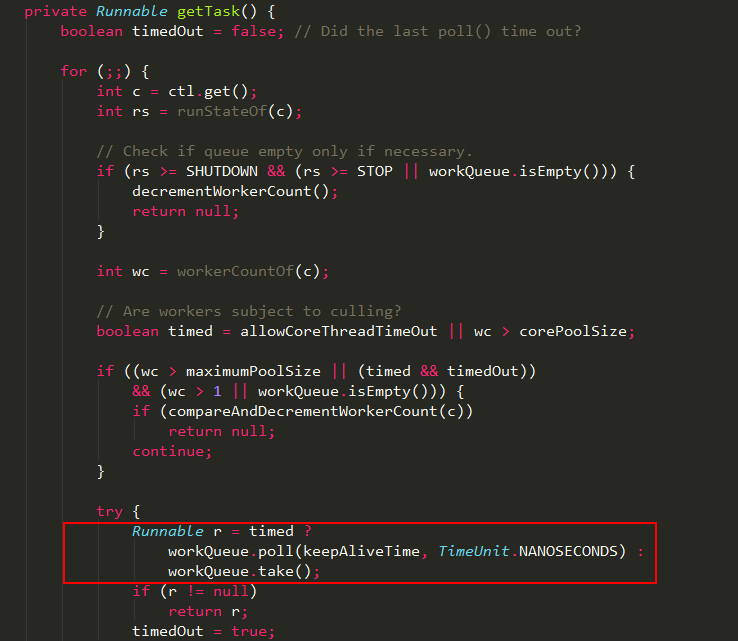 private Runnable getTask() {
boolean timedOut = false; // Did the last poll() time out?
for (;;) {
int c = ctl.get();
int rs = runStateOf(c);
// Check if queue empty only if necessary.
if (rs >= SHUTDOWN && (rs >= STOP || workQueue.isEmpty())) {
decrementWorkerCount();
return null;
}
int wc = workerCountOf(c);
// Are workers subject to culling?
boolean timed = allowCoreThreadTimeOut || wc > corePoolSize;
if ((wc > maximumPoolSize || (timed && timedOut))
&& (wc > 1 || workQueue.isEmpty())) {
if (compareAndDecrementWorkerCount(c))
return null;
continue;
}
try {
Runnable r = timed ?
workQueue.poll(keepAliveTime, TimeUnit.NANOSECONDS) :
workQueue.take();
if (r != null)
return r;
timedOut = true;